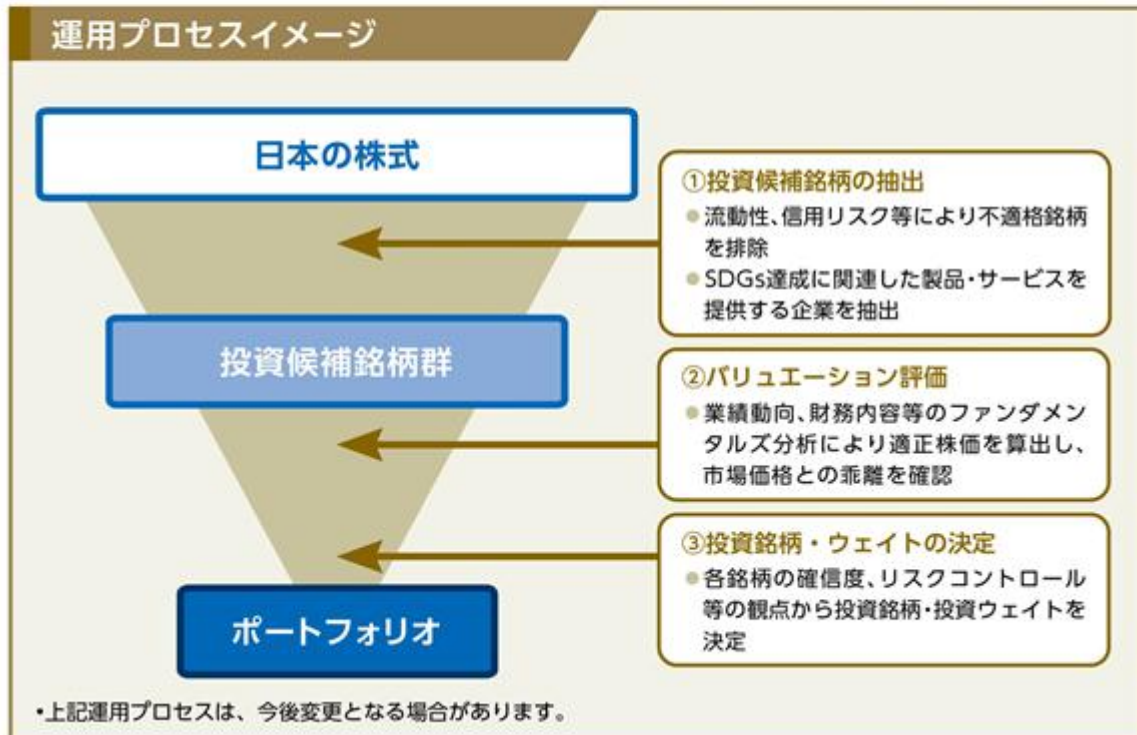 運用プロセスイメージ
日本の株式
①投資候補銘柄の抽出
●流動性、信用リスク等により不適格銘柄
を排除
●SDGs達成に関連した製品・サービスを
提供する企業を抽出
投資候補銘柄群
②バリュエーション評価
●業績動向、財務内容等のファンダメン
タルズ分析により適正株価を算出し、
市場価格との乖離を確認
③投資銘柄・ウェイトの決定
●各銘柄の確信度、リスクコントロール
等の観点から投資銘柄・投資ウェイトを
決定
ポートフォリオ
・上記運用プロセスは、今後変更となる場合があります。